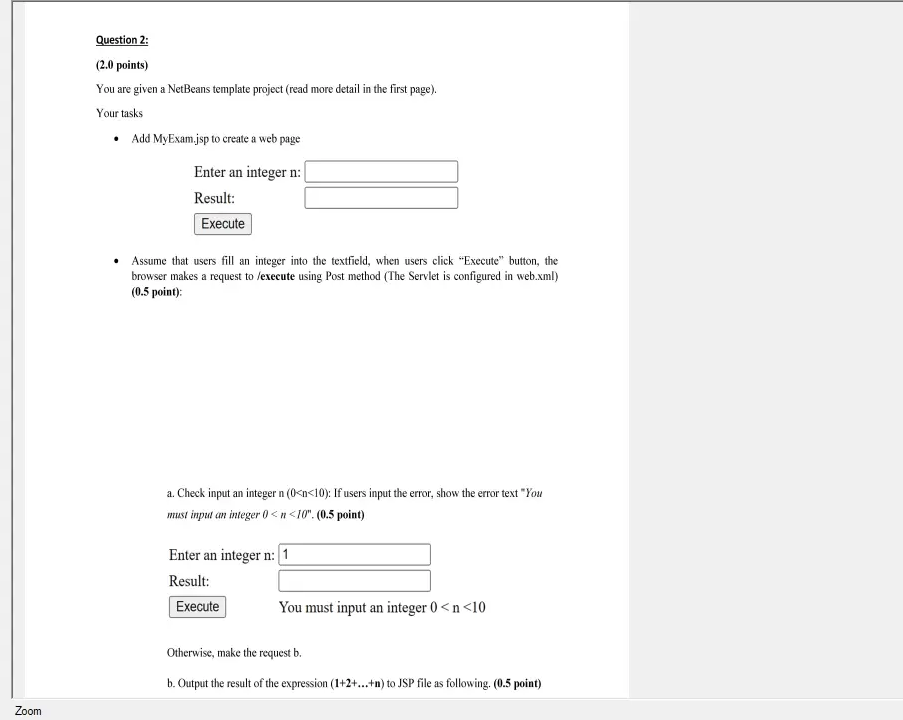 Question 2:
(2.0 points)
You are given a NetBeans template project (read more detail in the first page).
Your tasks
• Add MyExam.jsp to create a web page
Enter an integer n:
Result:
Execute
• Assume that users fill an integer into the textfield, when users click “Execute” button, the
browser makes a request to /execute using Post method (The Servlet is configured in web.xml)
(0.5 point):
a. Check input an integer n (0<n<10): If users input the error, show the error text "You
must input an integer 0 < n <10". (0.5 point)
Enter an integer n: 1
Result:
Execute You must input an integer 0 < n <10
Otherwise, make the request b.
b. Output the result of the expression (1+2+...+n) to JSP file as following. (0.5 point)
Zoom